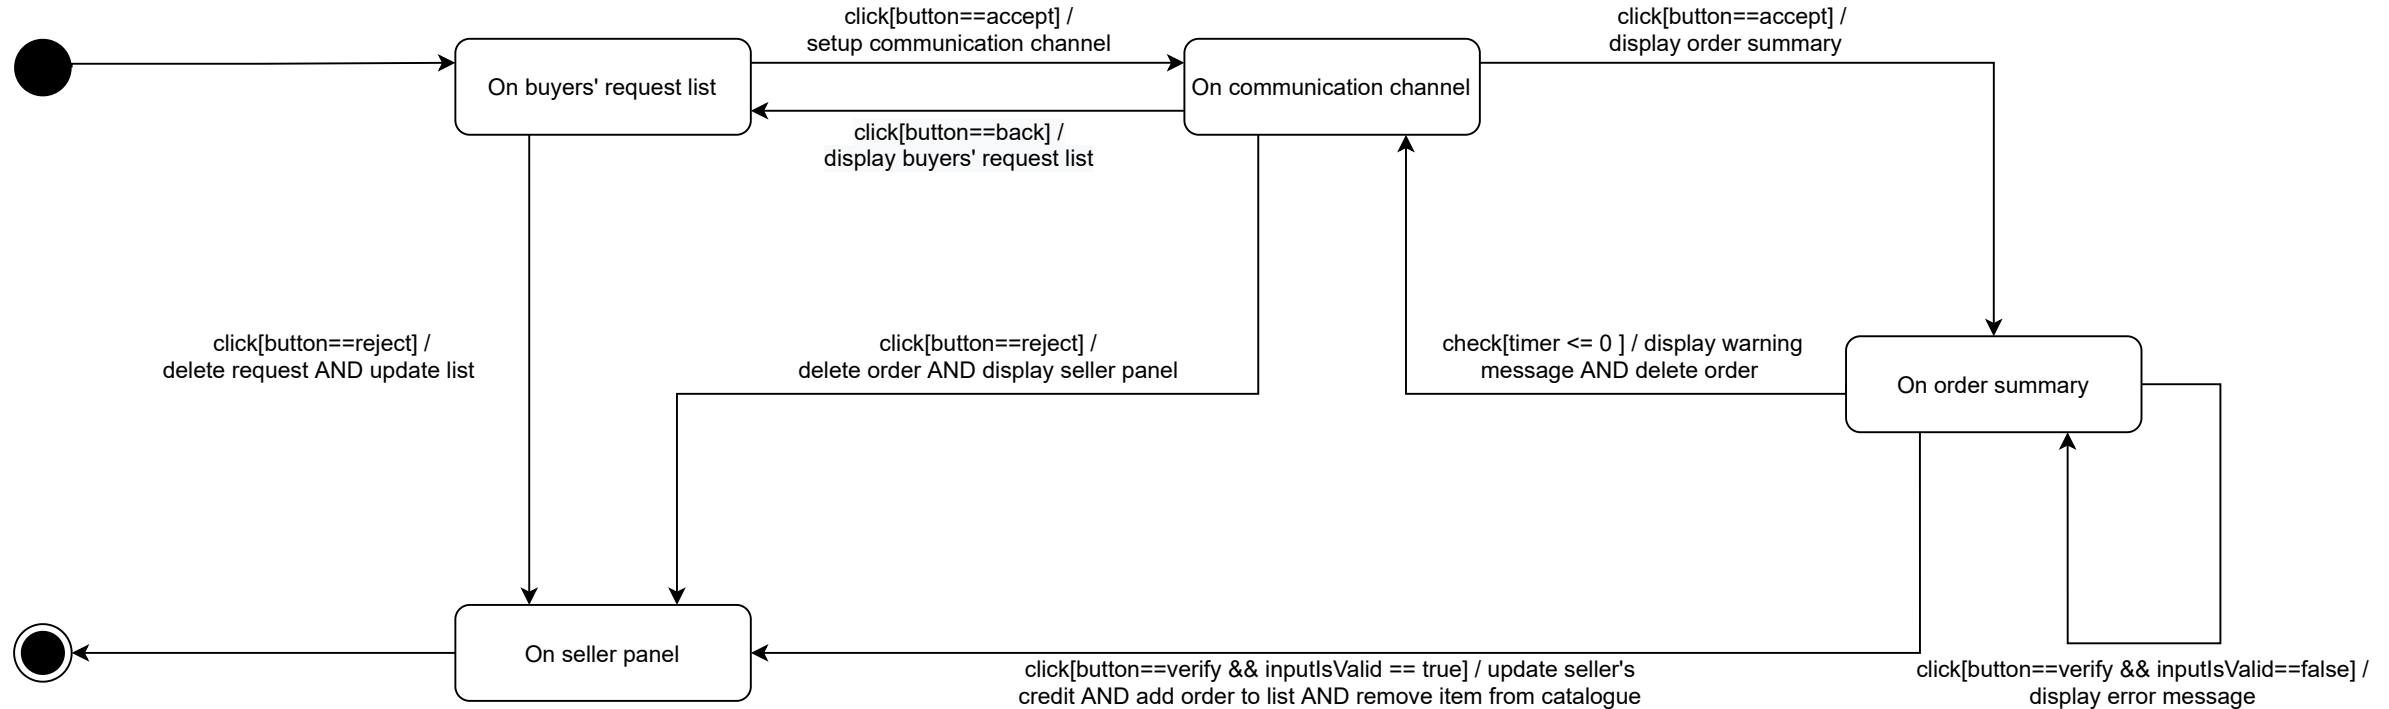 click[button==accept] /
setup communication channel
click[button==accept] /
display order summary
On buyers' request list
On communication channel
click[button==back] /
display buyers' request list
click[button==reject] /
delete request AND update list
click[button==reject] /
delete order AND display seller panel
check[timer <= 0 ] / display warning
message AND delete order
On order summary
On seller panel
click[button==verify && inputIsValid == true] / update seller's
credit AND add order to list AND remove item from catalogue
click[button==verify && inputIsValid==false] /
display error message